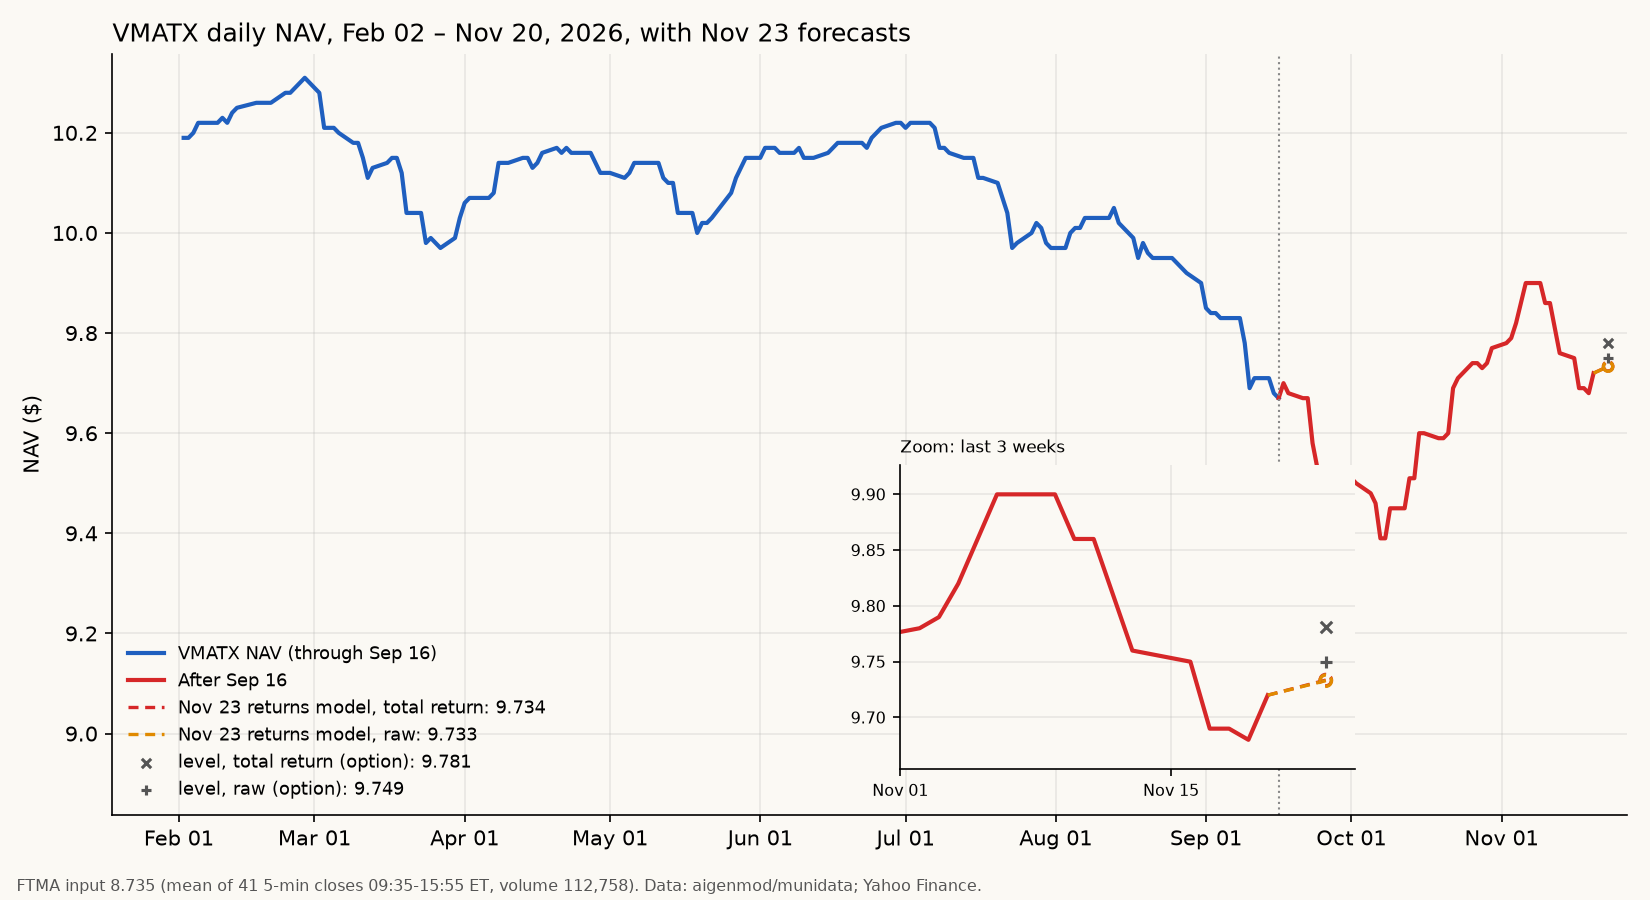 VMATX daily NAV, Feb 02 – Nov 20, 2026, with Nov 23 forecasts
NAV ($)
10.2
10.0
9.8
9.6
9.4
9.2
9.0
Zoom: last 3 weeks
9.90
9.85
9.80
9.75
9.70
Nov 01
Nov 15
VMATX NAV (through Sep 16)
After Sep 16
Nov 23 returns model, total return: 9.734
Nov 23 returns model, raw: 9.733
level, total return (option): 9.781
level, raw (option): 9.749
Feb 01
Mar 01
Apr 01
May 01
Jun 01
Jul 01
Aug 01
Sep 01
Oct 01
Nov 01
FTMA input 8.735 (mean of 41 5-min closes 09:35-15:55 ET, volume 112,758). Data: aigenmod/munidata; Yahoo Finance.